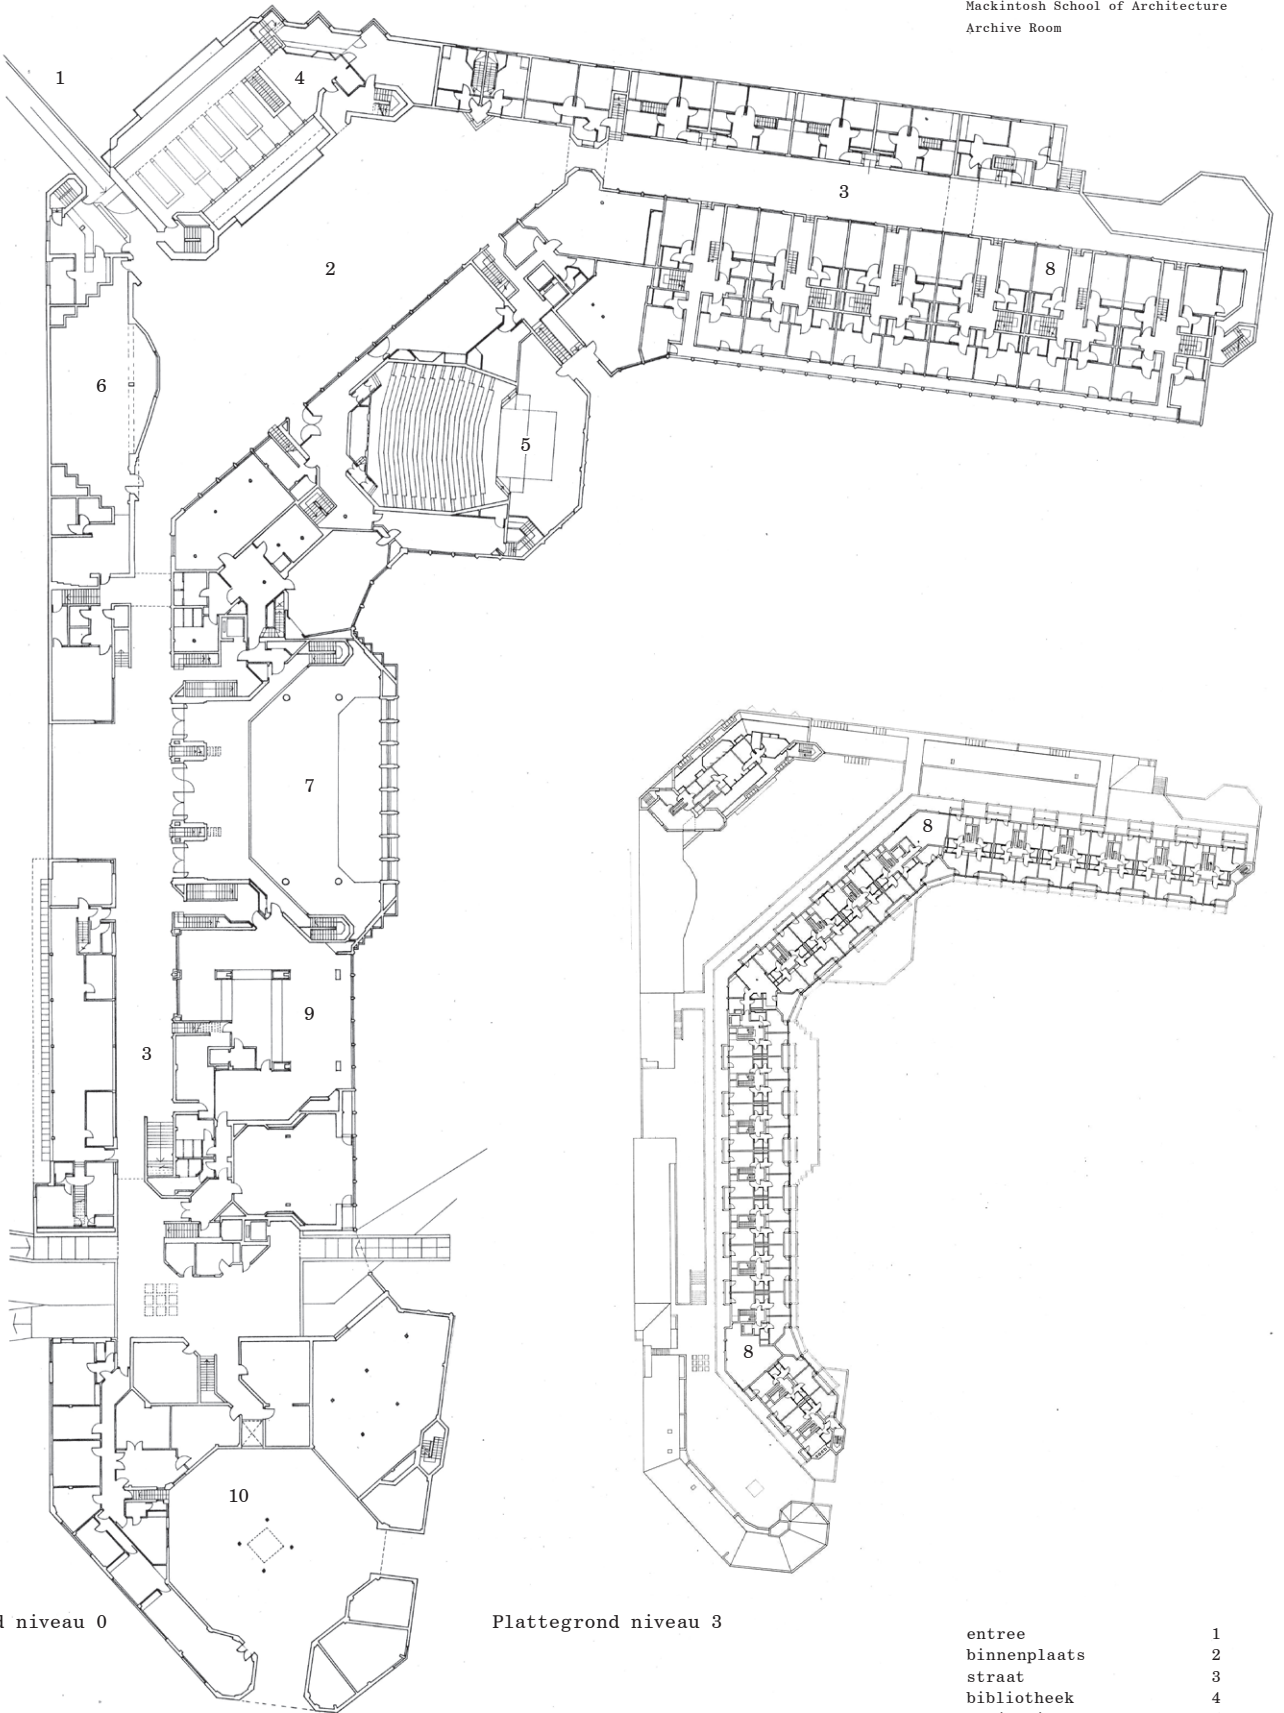 Mackintosh School of Architecture
Archive Room
1
4
3
2
8
6
5
7
8
9
3
8
10
niveau 0
Plattegrond niveau 3
entree 1
binnenplaats 2
straat 3
bibliotheek 4